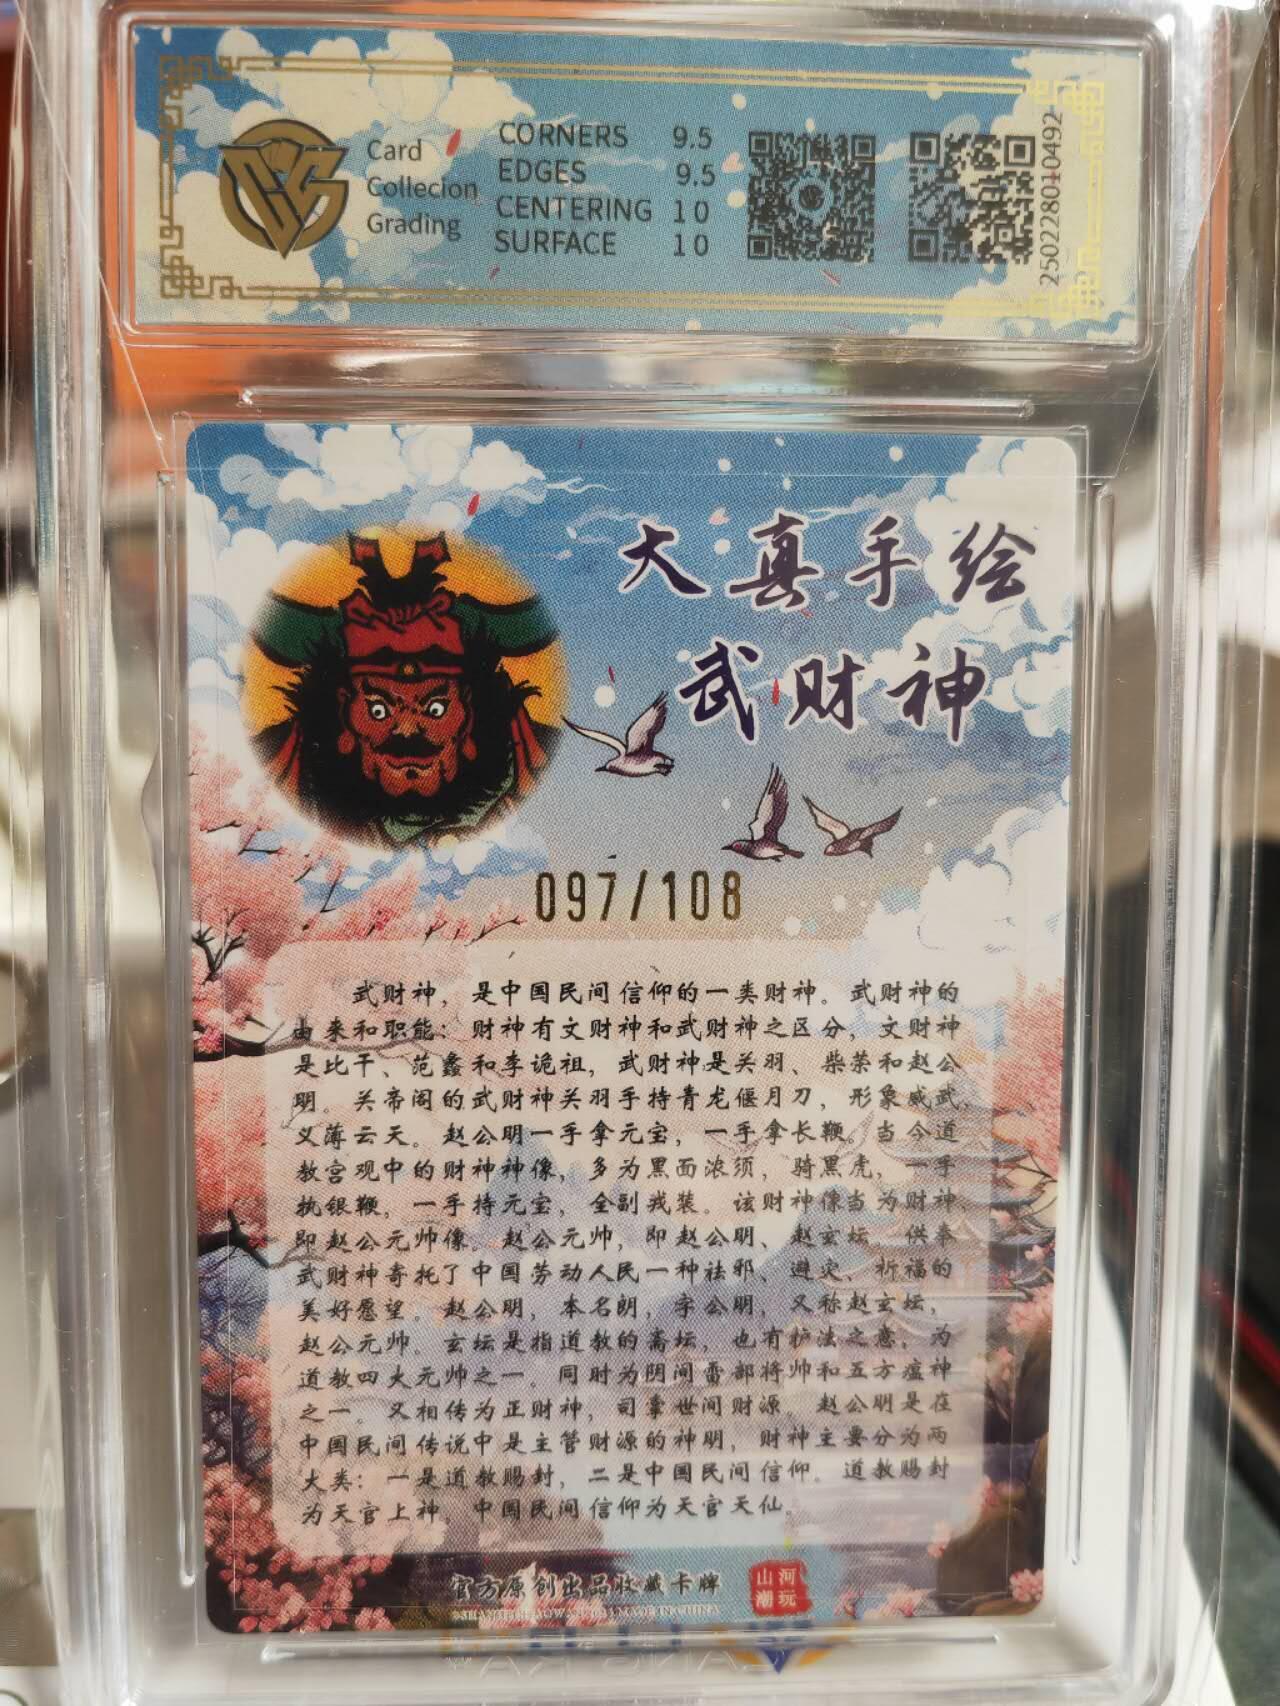 Card
Collecion
Grading
CORNERS 9.5
EDGES 9.5
CENTERING 10
SURFACE 10
25022801 0492
大真手绘
武财神
097/108
武财神，是中国民间信仰的一类财神。武财神的
由来和职能：财神有文财神和武财神之区分，文财神
是比干、范蠡和李诡祖，武财神是关羽、柴荣和赵公
明。关帝阁的武财神关羽手持青龙偃月刀，形象威武，
义薄云天。赵公明一手拿元宝，一手拿长鞭。当今道
教宫观中的财神神像，多为黑面浓须，骑黑虎，一手
执银鞭，一手持元宝，全副戎装。该财神像当为财神，
即赵公元帅像。赵公元帅，即赵公明、赵玄坛，供奉
武财神寄托了中国劳动人民一种祛邪、避灾、祈福的
美好愿望。赵公明，本名朗，字公明，又称赵玄坛，
赵公元帅。玄坛是指道教的斋坛，也有护法之意，为
道教四大元帅之一。同时为阴间雷部将帅和五方瘟神
之一。又相传为正财神，司掌世间财源。赵公明是在
中国民间传说中是主管财源的神明，财神主要分为两
大类：一是道教赐封，二是中国民间信仰。道教赐封
为天官上神，中国民间信仰为天官天仙。
官方原创出品收藏卡牌
山河
潮玩